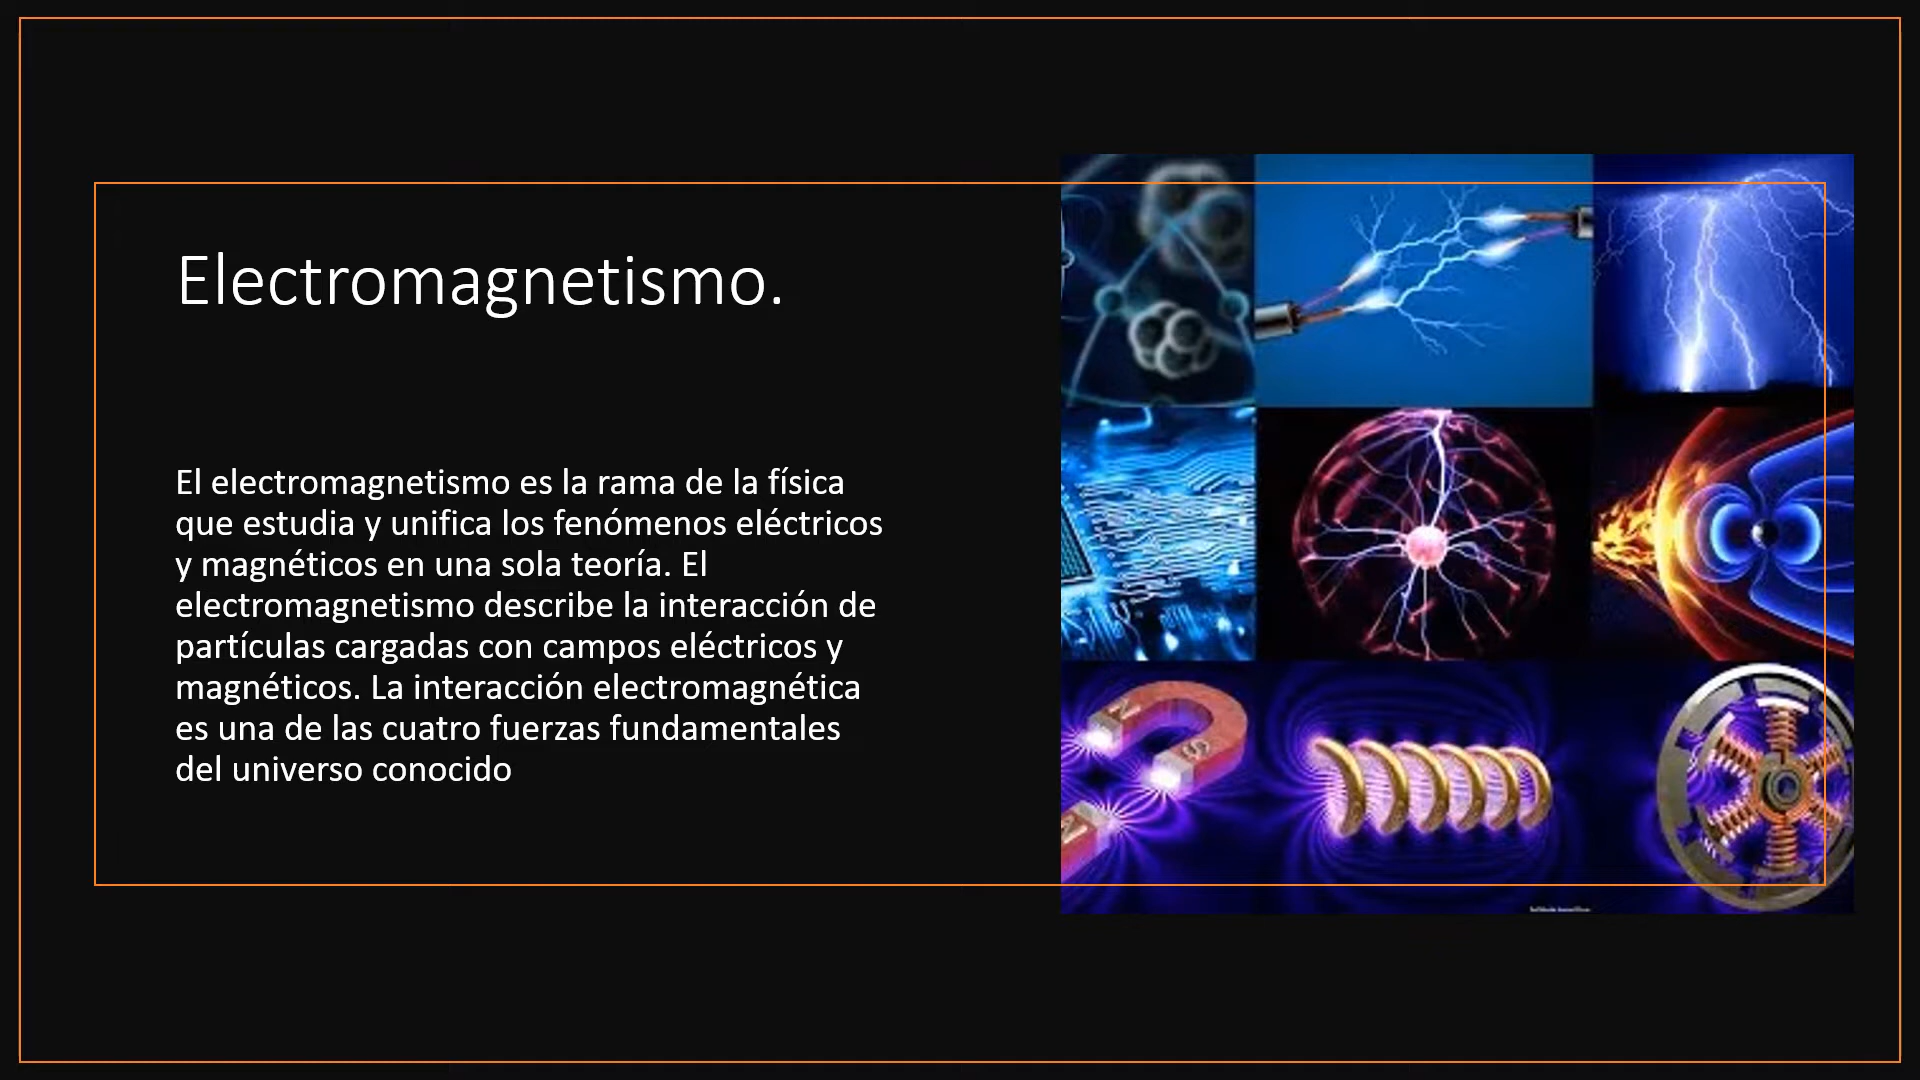 Electromagnetismo.
El electromagnetismo es la rama de la física
que estudia y unifica los fenómenos eléctricos
y magnéticos en una sola teoría. El
electromagnetismo describe la interacción de
partículas cargadas con campos eléctricos y
magnéticos. La interacción electromagnética
es una de las cuatro fuerzas fundamentales
del universo conocido
N
S
N